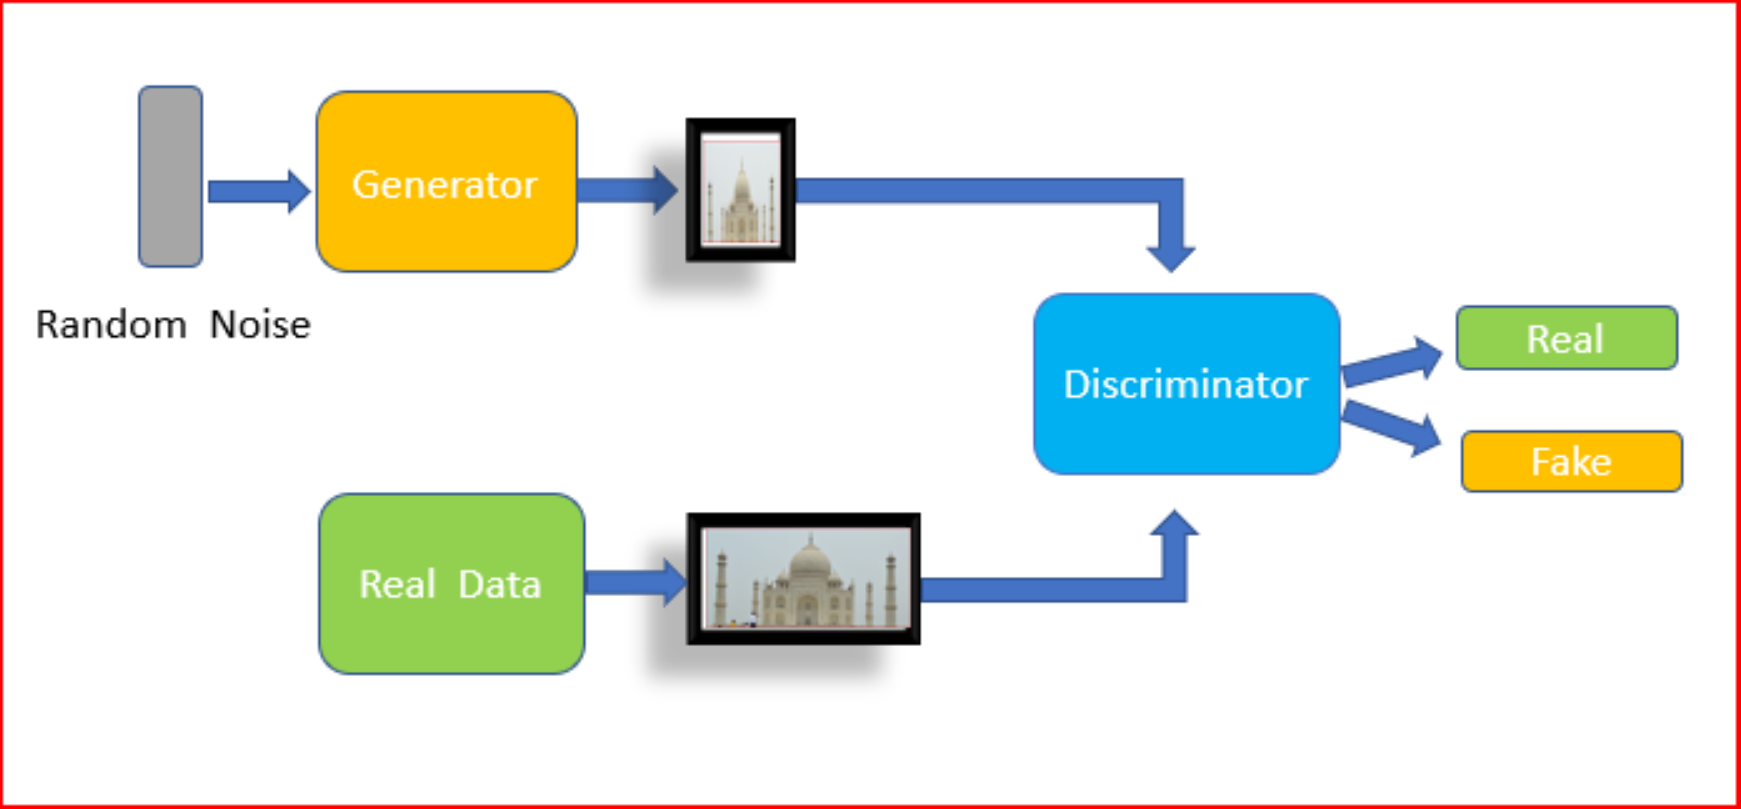 Generator
Random Noise
Discriminator
Real
Fake
Real Data